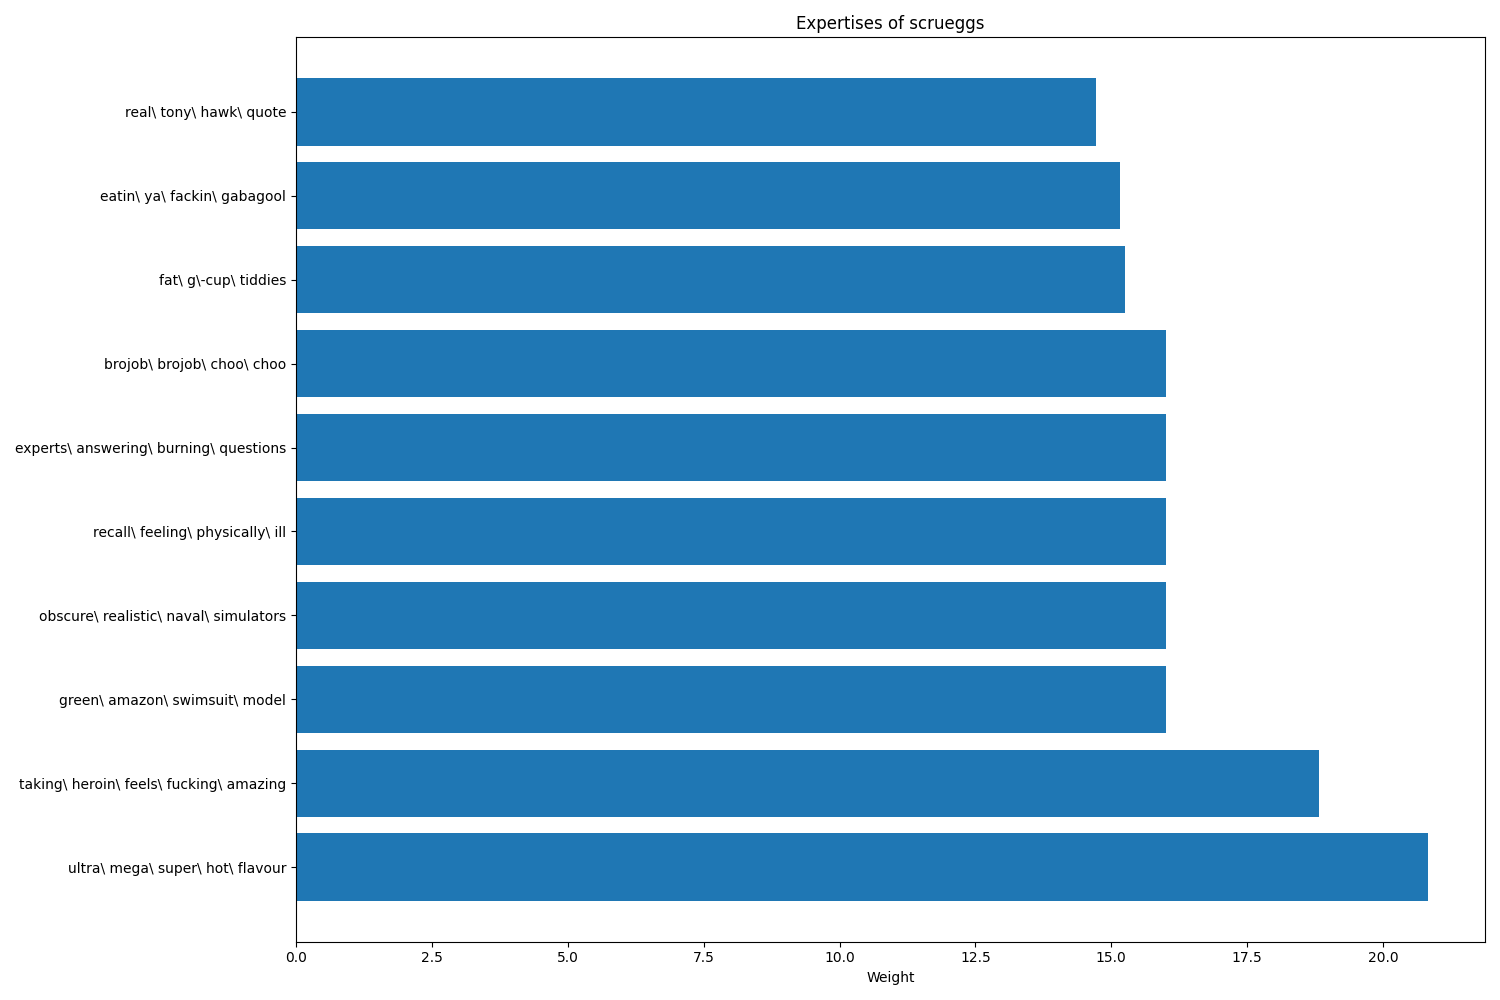 Expertises of scrueggs
real\ tony\ hawk\ quote
eatin\ ya\ fackin\ gabagool
fat\ g\-cup\ tiddies
brojob\ brojob\ choo\ choo
experts\ answering\ burning\ questions
recall\ feeling\ physically\ ill
obscure\ realistic\ naval\ simulators
green\ amazon\ swimsuit\ model
taking\ heroin\ feels\ fucking\ amazing
ultra\ mega\ super\ hot\ flavour
0.0 2.5 5.0 7.5 10.0 12.5 15.0 17.5 20.0
Weight